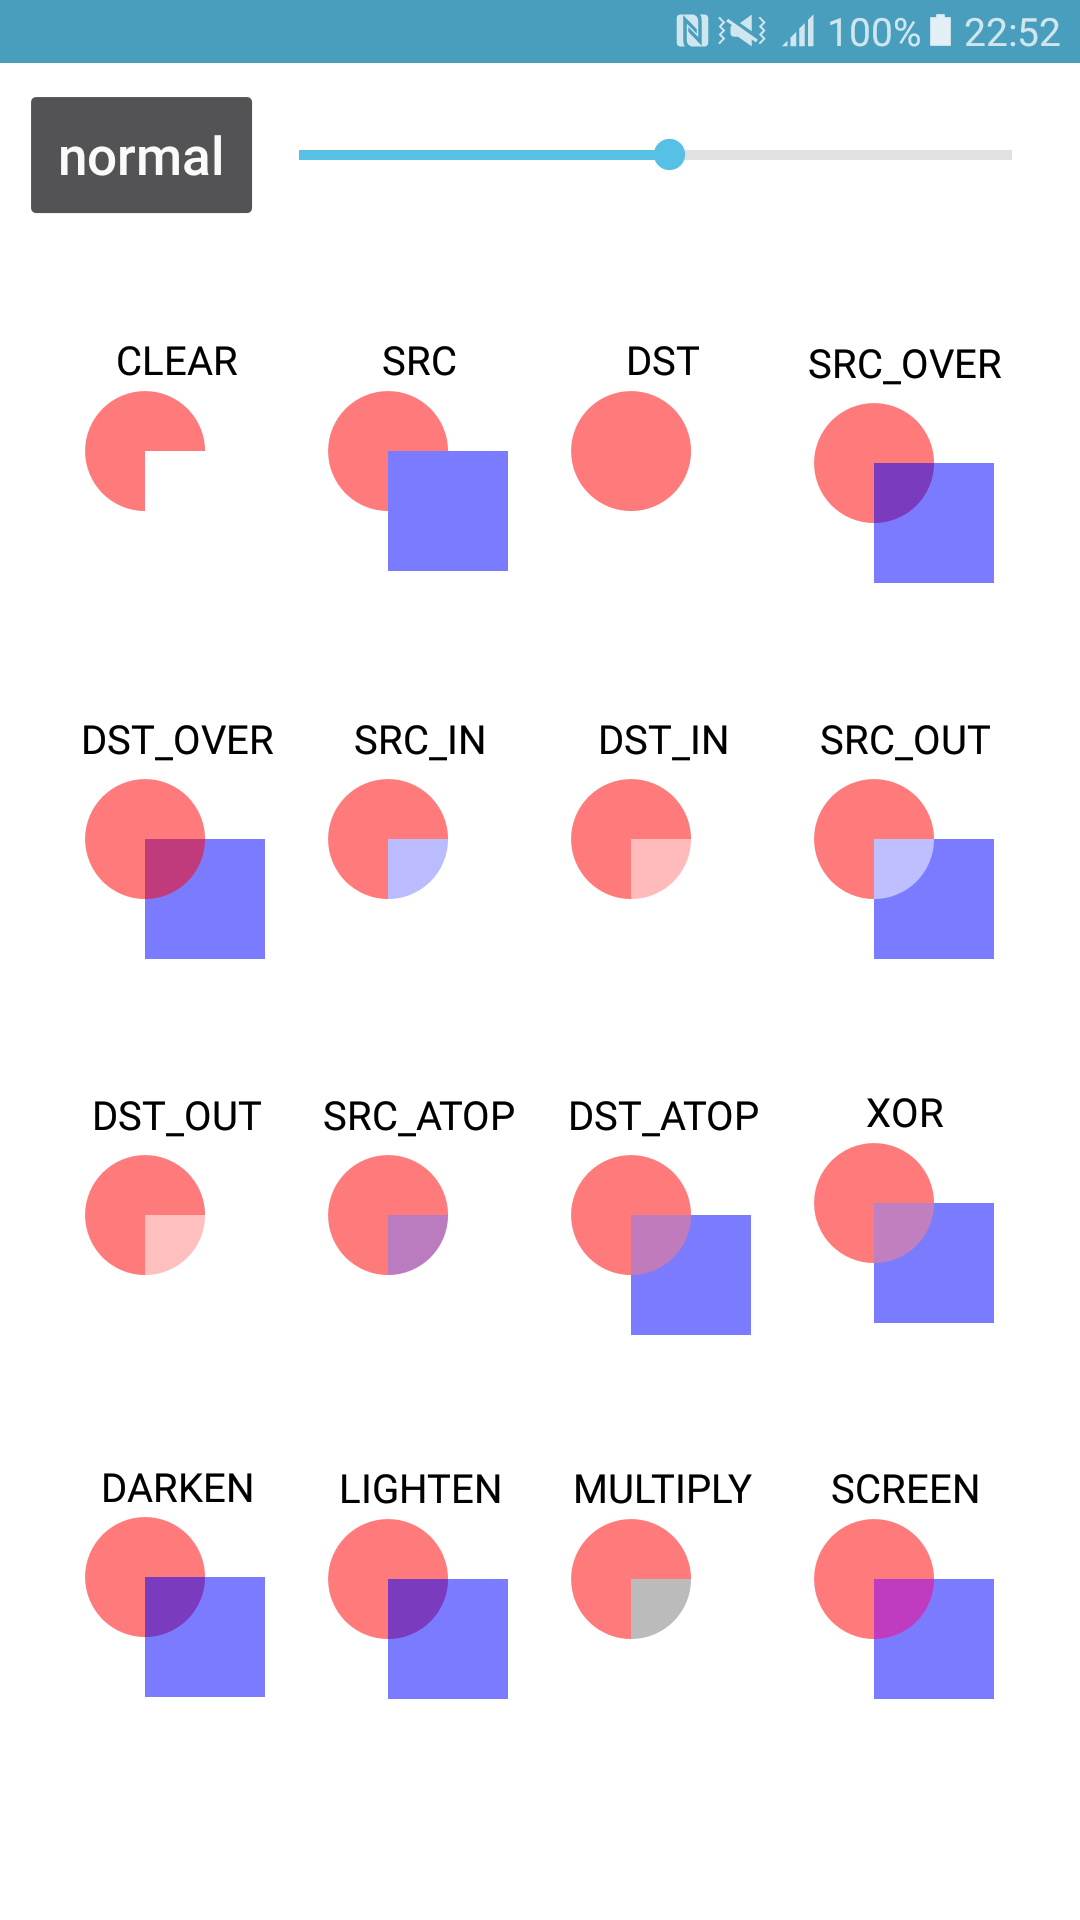 100% 22:52
normal
CLEAR SRC DST SRC_OVER
DST_OVER SRC_IN DST_IN SRC_OUT
DST_OUT SRC_ATOP DST_ATOP XOR
DARKEN LIGHTEN MULTIPLY SCREEN